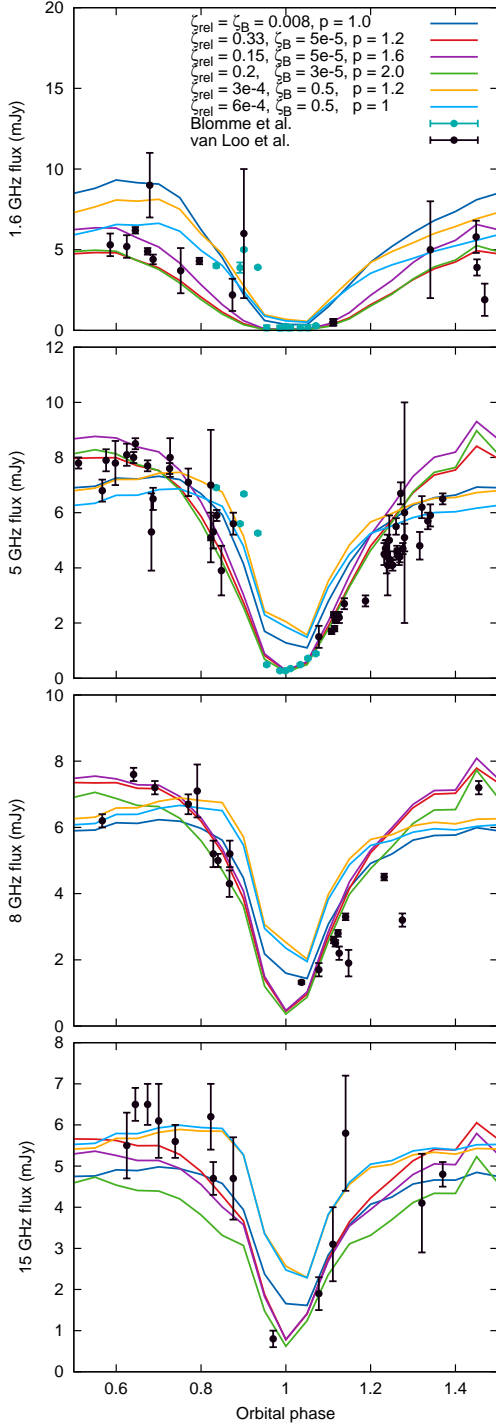 20
15
10
5
0
1.6 GHz flux (mJy)
ζrel = ζB = 0.008, p = 1.0
ζrel = 0.33, ζB = 5e-5, p = 1.2
ζrel = 0.15, ζB = 5e-5, p = 1.6
ζrel = 0.2, ζB = 3e-5, p = 2.0
ζrel = 3e-4, ζB = 0.5, p = 1.2
ζrel = 6e-4, ζB = 0.5, p = 1
Blomme et al.
van Loo et al.
12
10
8
6
4
2
0
5 GHz flux (mJy)
10
8
6
4
2
0
8 GHz flux (mJy)
8
7
6
5
4
3
2
1
0
15 GHz flux (mJy)
0.6 0.8 1 1.2 1.4
Orbital phase